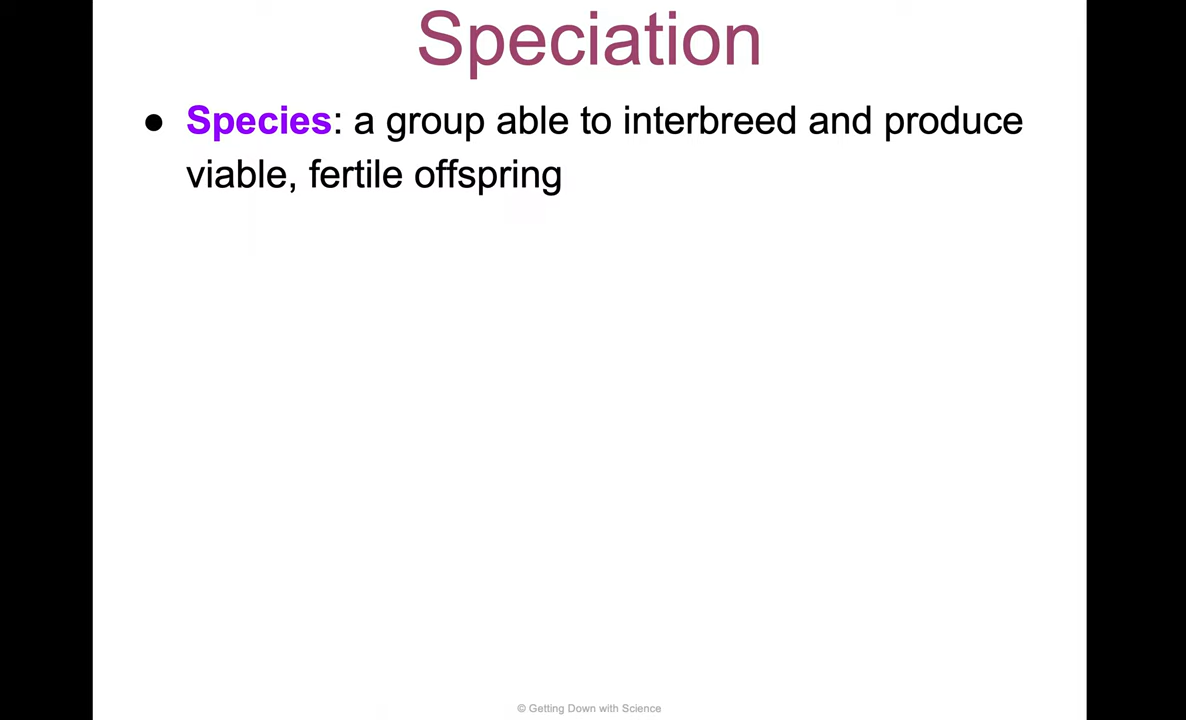 Speciation
● Species: a group able to interbreed and produce
viable, fertile offspring
© Getting Down with Science